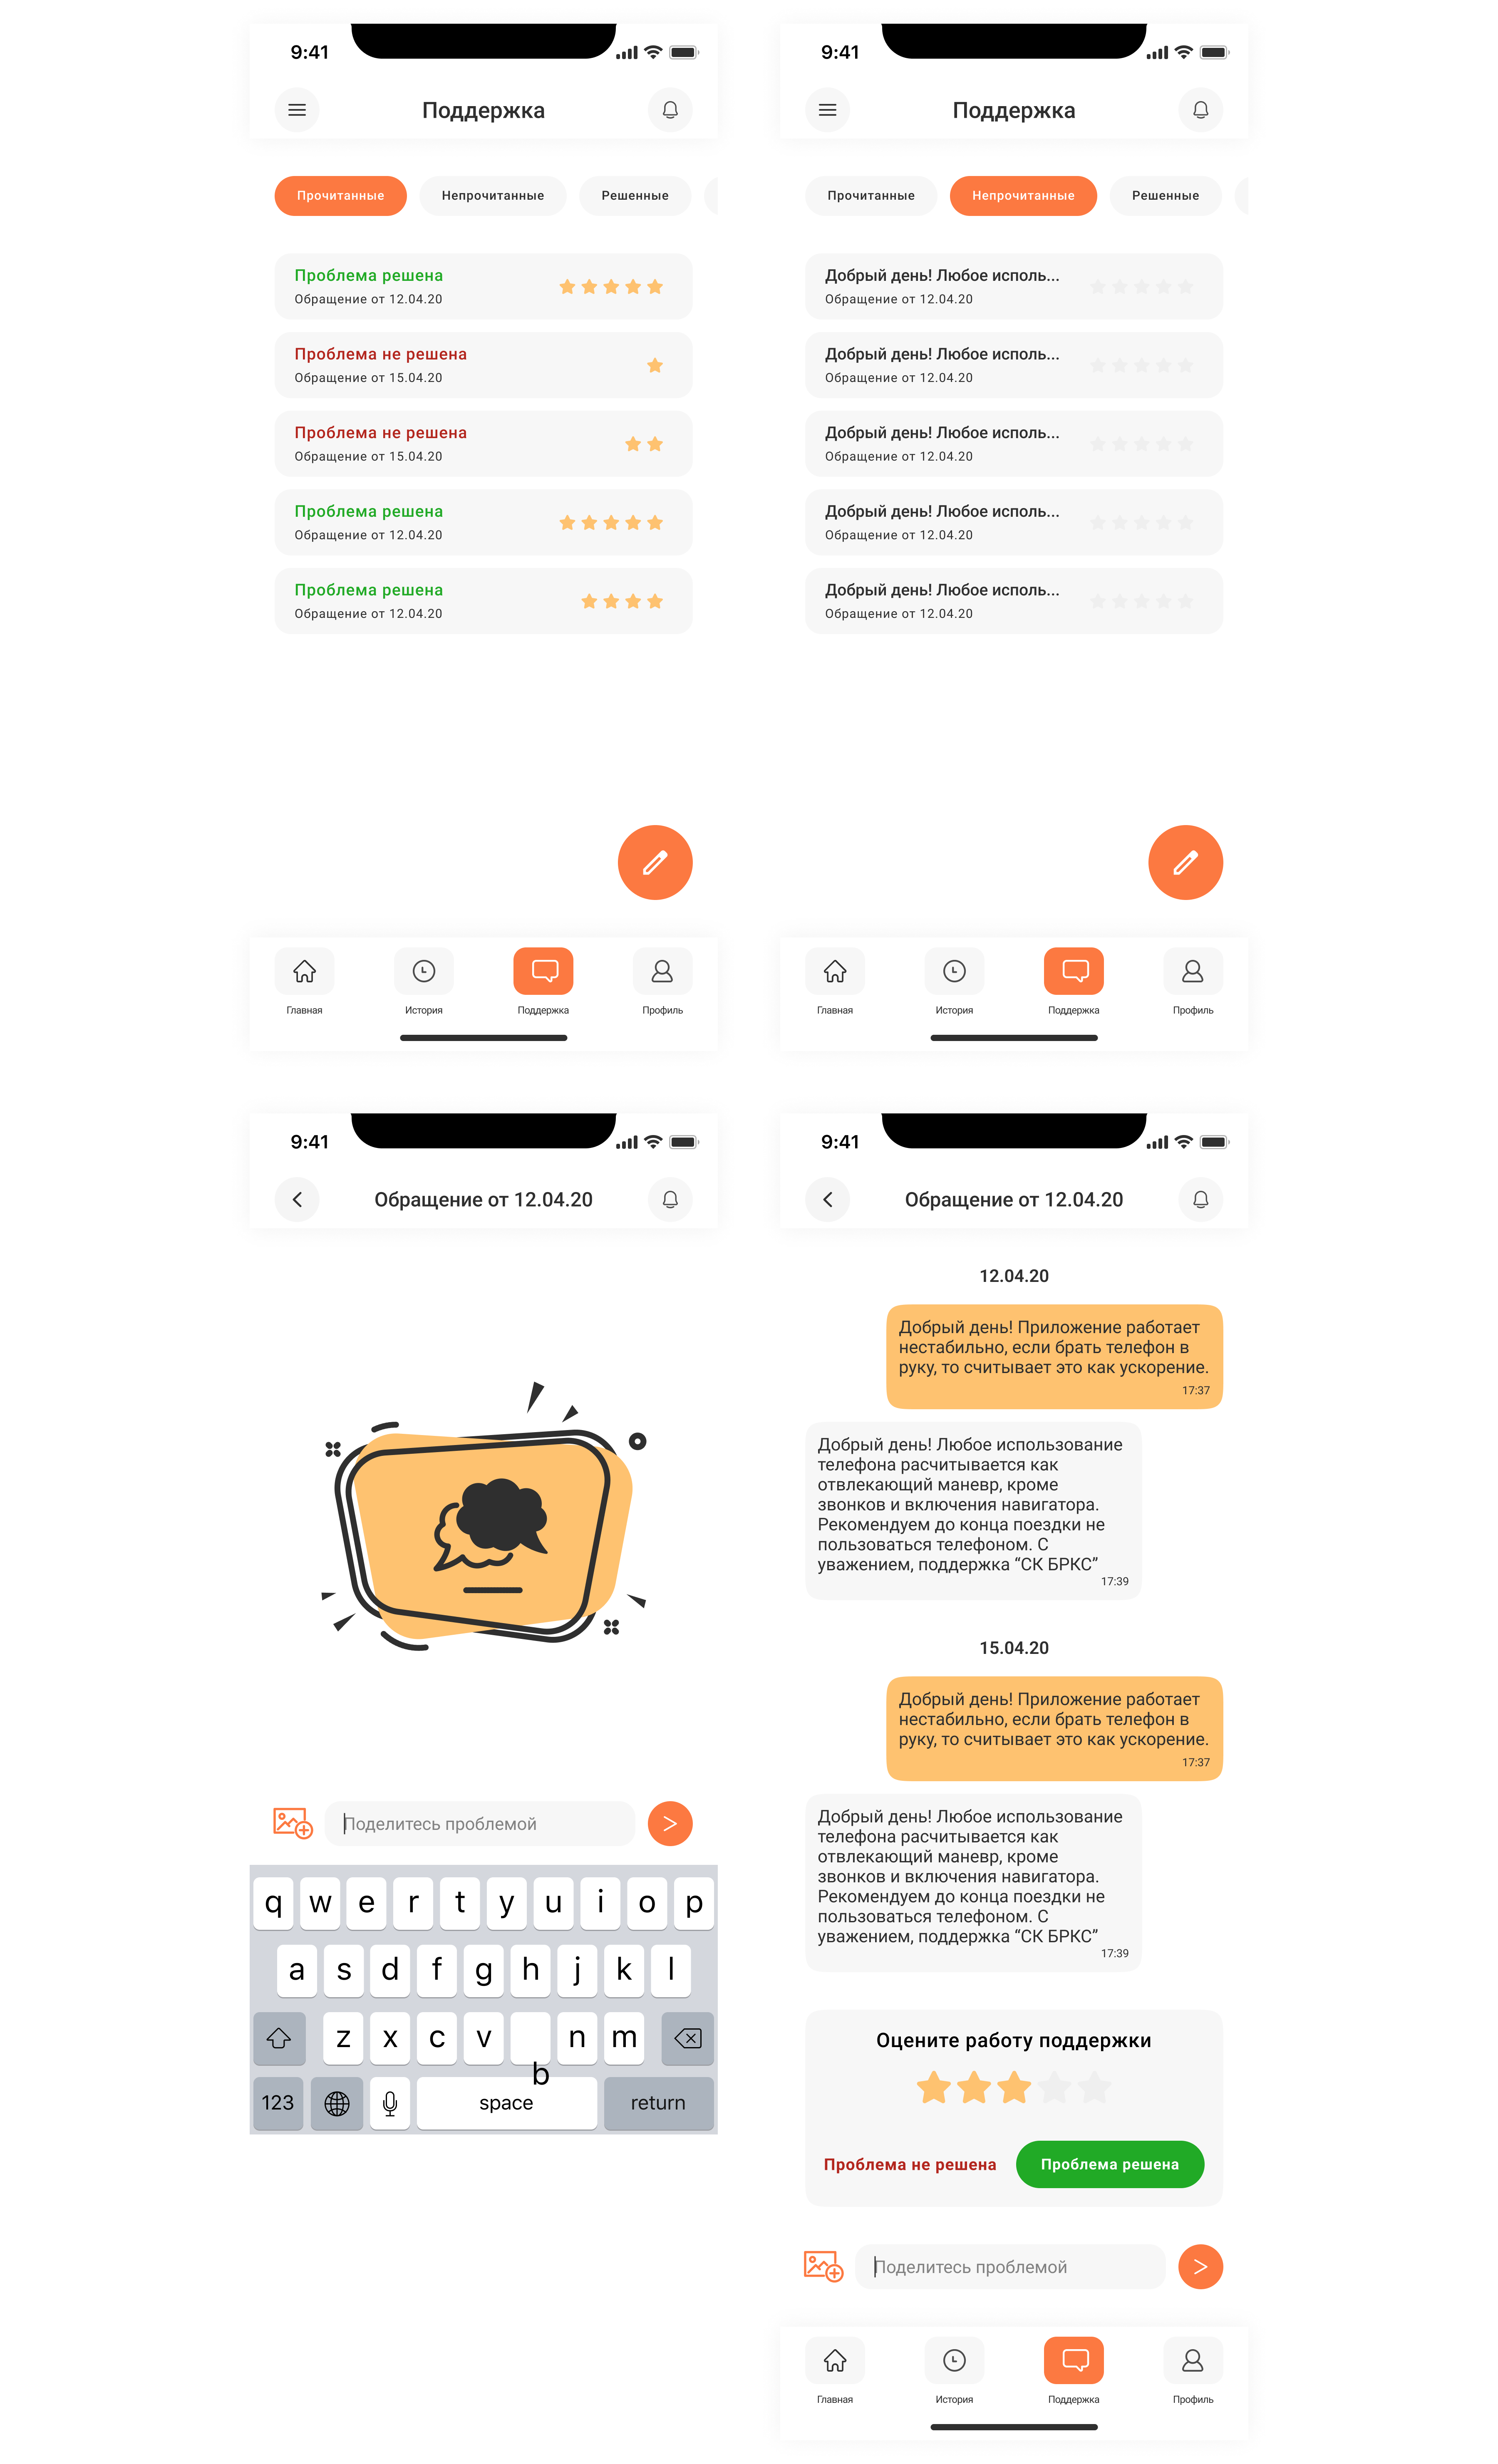 9:41
Поддержка
Прочитанные
Непрочитанные
Решенные
Проблема решена
Обращение от 12.04.20
Проблема не решена
Обращение от 15.04.20
Проблема не решена
Обращение от 15.04.20
Проблема решена
Обращение от 12.04.20
Проблема решена
Обращение от 12.04.20
Главная
История
Поддержка
Профиль
9:41
Поддержка
Прочитанные
Непрочитанные
Решенные
Добрый день! Любое исполь...
Обращение от 12.04.20
Добрый день! Любое исполь...
Обращение от 12.04.20
Добрый день! Любое исполь...
Обращение от 12.04.20
Добрый день! Любое исполь...
Обращение от 12.04.20
Добрый день! Любое исполь...
Обращение от 12.04.20
Главная
История
Поддержка
Профиль
9:41
Обращение от 12.04.20
Поделитесь проблемой
q w e r t y u i o p
a s d f g h j k l
z x c v b n m
123
space
return
9:41
Обращение от 12.04.20
12.04.20
Добрый день! Приложение работает
нестабильно, если брать телефон в
руку, то считывает это как ускорение.
17:37
Добрый день! Любое использование
телефона расчитывается как
отвлекающий маневр, кроме
звонков и включения навигатора.
Рекомендуем до конца поездки не
пользоваться телефоном. С
уважением, поддержка “СК БРКС”
17:39
15.04.20
Добрый день! Приложение работает
нестабильно, если брать телефон в
руку, то считывает это как ускорение.
17:37
Добрый день! Любое использование
телефона расчитывается как
отвлекающий маневр, кроме
звонков и включения навигатора.
Рекомендуем до конца поездки не
пользоваться телефоном. С
уважением, поддержка “СК БРКС”
17:39
Оцените работу поддержки
Проблема не решена
Проблема решена
Поделитесь проблемой
Главная
История
Поддержка
Профиль